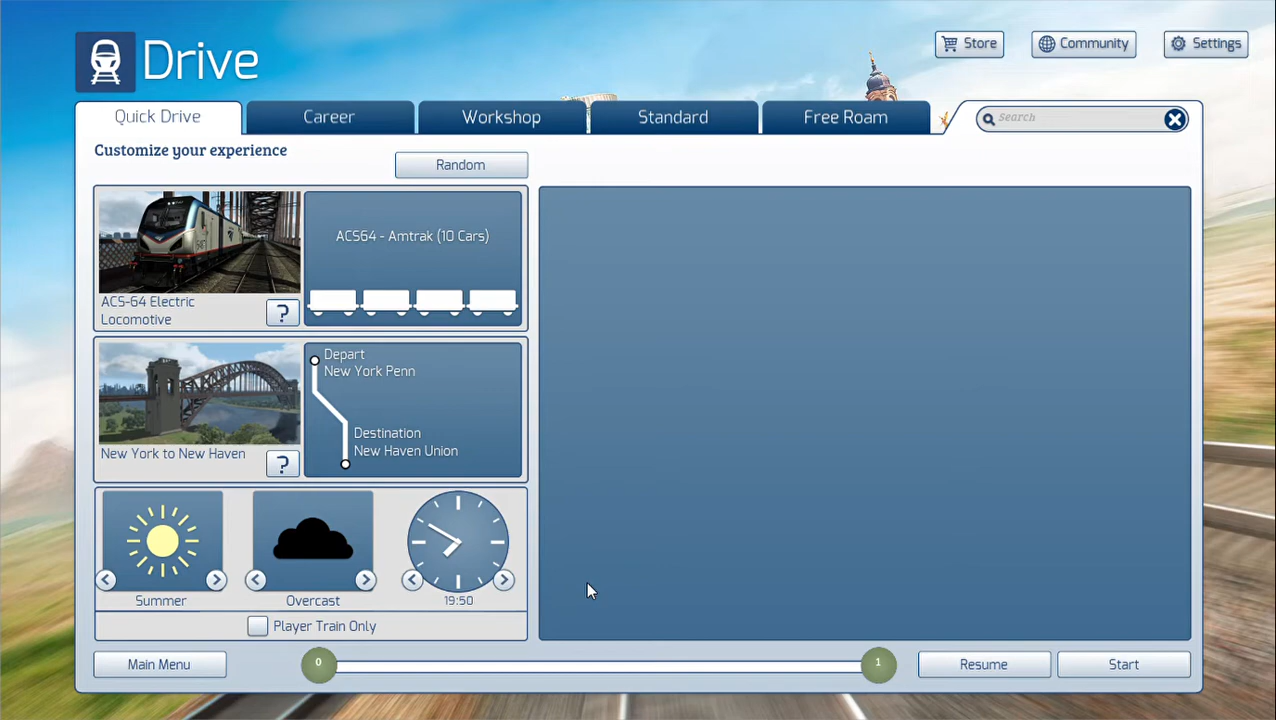 Drive
Store
Community
Settings
Quick Drive
Career
Workshop
Standard
Free Roam
Search
Customize your experience
Random
ACS64 - Amtrak (10 Cars)
ACS-64 Electric
Locomotive
?
Depart
New York Penn
Destination
New Haven Union
New York to New Haven
?
Summer
Overcast
19:50
Player Train Only
Main Menu
0
1
Resume
Start